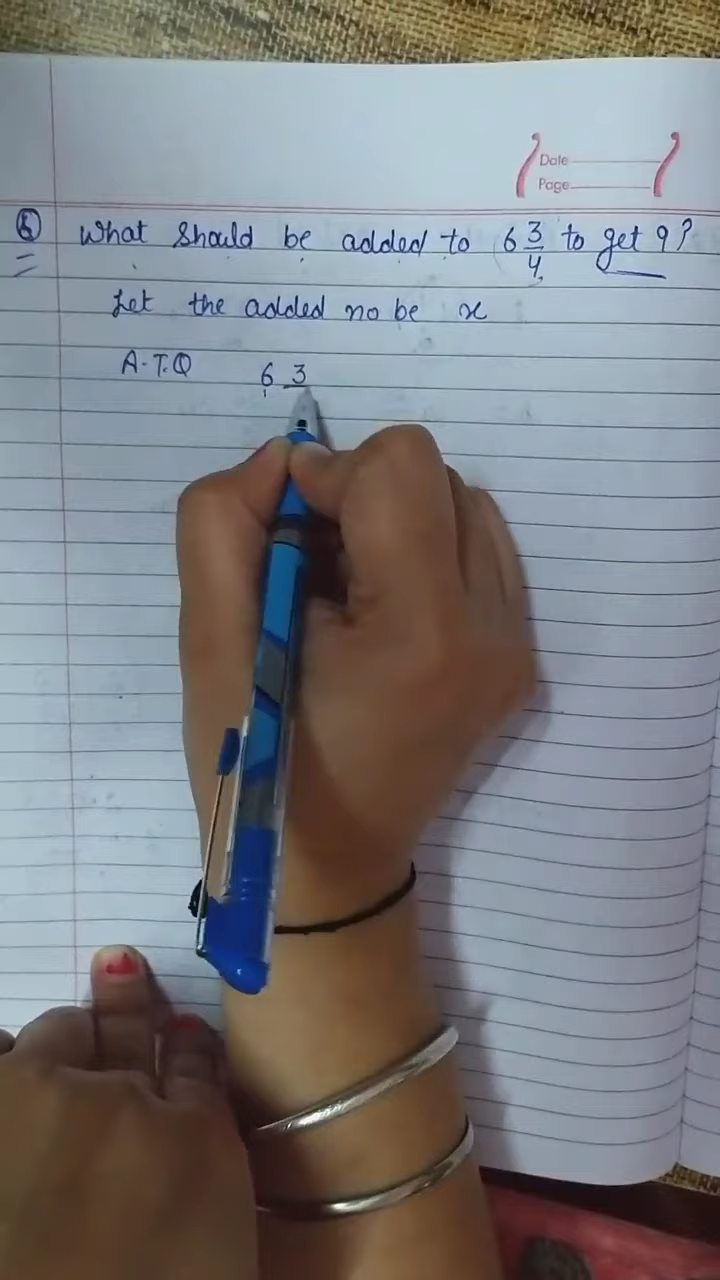 Date
Page
6 What should be added to 6 3/4 to get 9?
Let the added no be x
A.T.Q 6 3